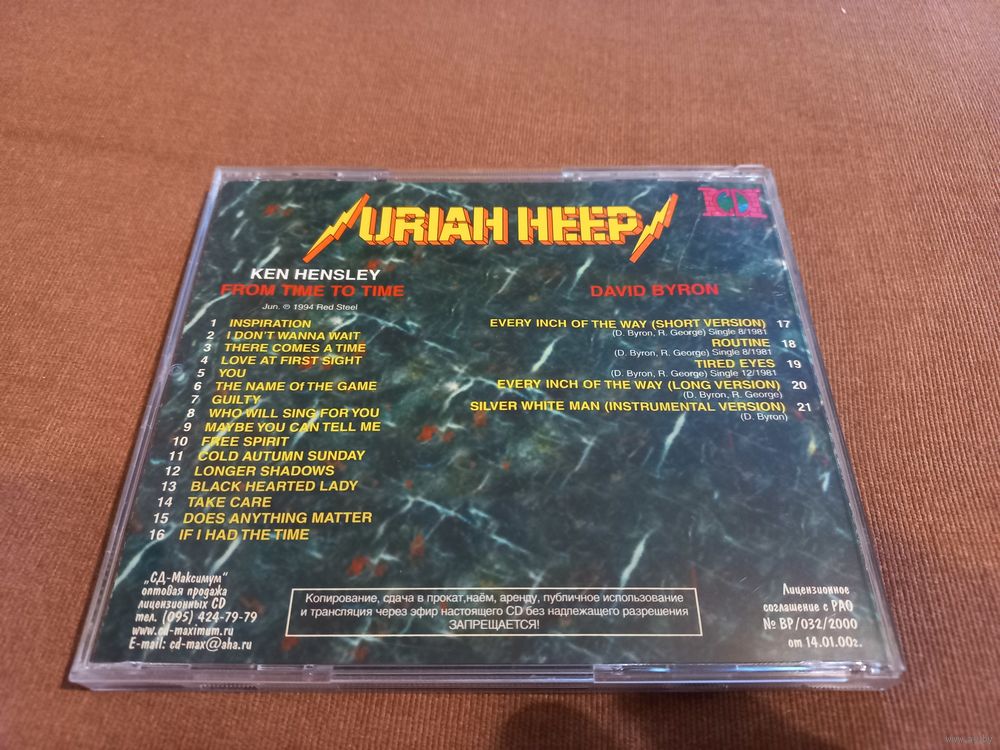 URIAH HEEP
CD
KEN HENSLEY
FROM TIME TO TIME
Jun. ℗ 1994 Red Steel
1 INSPIRATION
2 I DON'T WANNA WAIT
3 THERE COMES A TIME
4 LOVE AT FIRST SIGHT
5 YOU
6 THE NAME Of THE GAME
7 GUILTY
8 WHO WILL SING FOR YOU
9 MAYBE YOU CAN TELL ME
10 FREE SPIRIT
11 COLD AUTUMN SUNDAY
12 LONGER SHADOWS
13 BLACK HEARTED LADY
14 TAKE CARE
15 DOES ANYTHING MATTER
16 IF I HAD THE TIME
DAVID BYRON
EVERY INCH OF THE WAY (SHORT VERSION) 17
(D. Byron, R. George) Single 8/1981
ROUTINE 18
(D. Byron, R. George) Single 8/1981
TIRED EYES 19
(D. Byron, R. George) Single 12/1981
EVERY INCH OF THE WAY (LONG VERSION) 20
(D. Byron, R. George)
SILVER WHITE MAN (INSTRUMENTAL VERSION) 21
(D. Byron)
„СД-Максимум"
оптовая продажа
лицензионных CD
тел. (095) 424-79-79
www.cd-maximum.ru
E-mail: cd-max@aha.ru
Копирование, сдача в прокат,наём, аренду, публичное использование
и трансляция через эфир настоящего CD без надлежащего разрешения
ЗАПРЕЩАЕТСЯ!
Лицензионное
соглашение с РАО
№ ВР/032/2000
от 14.01.00г.
www.ay.by